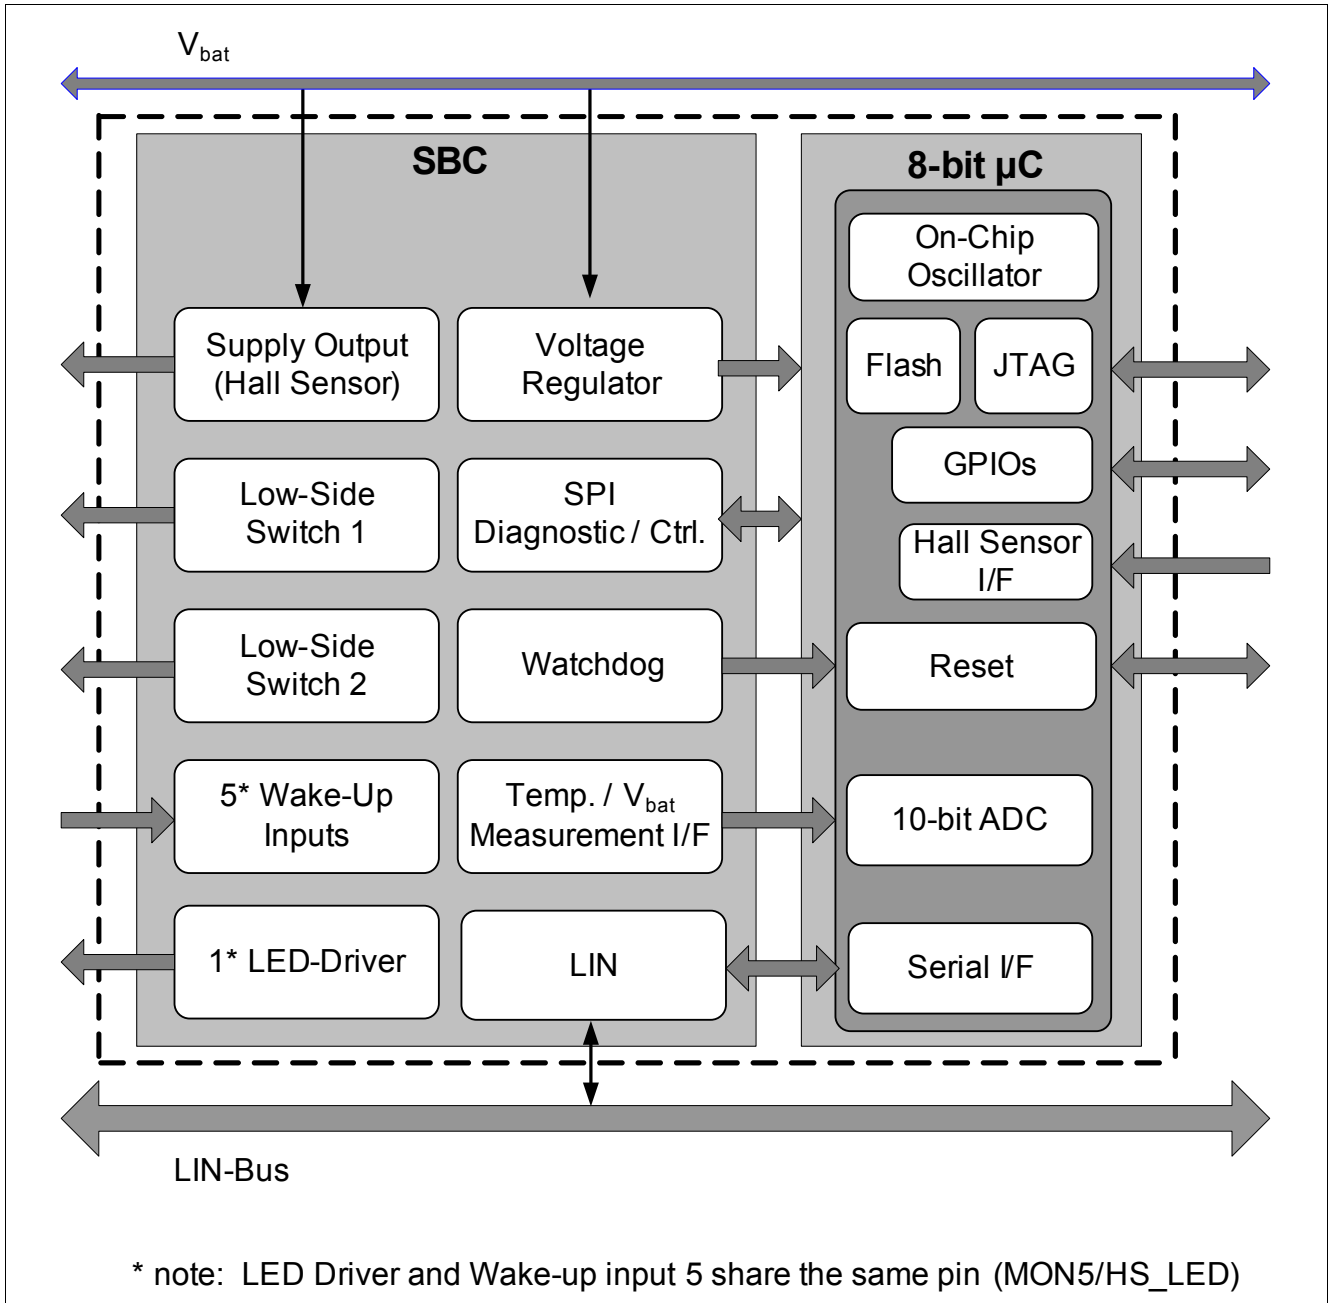 Vbat
SBC
8-bit µC
On-Chip
Oscillator
Supply Output
(Hall Sensor)
Voltage
Regulator
Flash
JTAG
GPIOs
Low-Side
Switch 1
SPI
Diagnostic / Ctrl.
Hall Sensor
I/F
Low-Side
Switch 2
Watchdog
Reset
5* Wake-Up
Inputs
Temp. / Vbat
Measurement I/F
10-bit ADC
1* LED-Driver
LIN
Serial I/F
LIN-Bus
* note: LED Driver and Wake-up input 5 share the same pin (MON5/HS_LED)